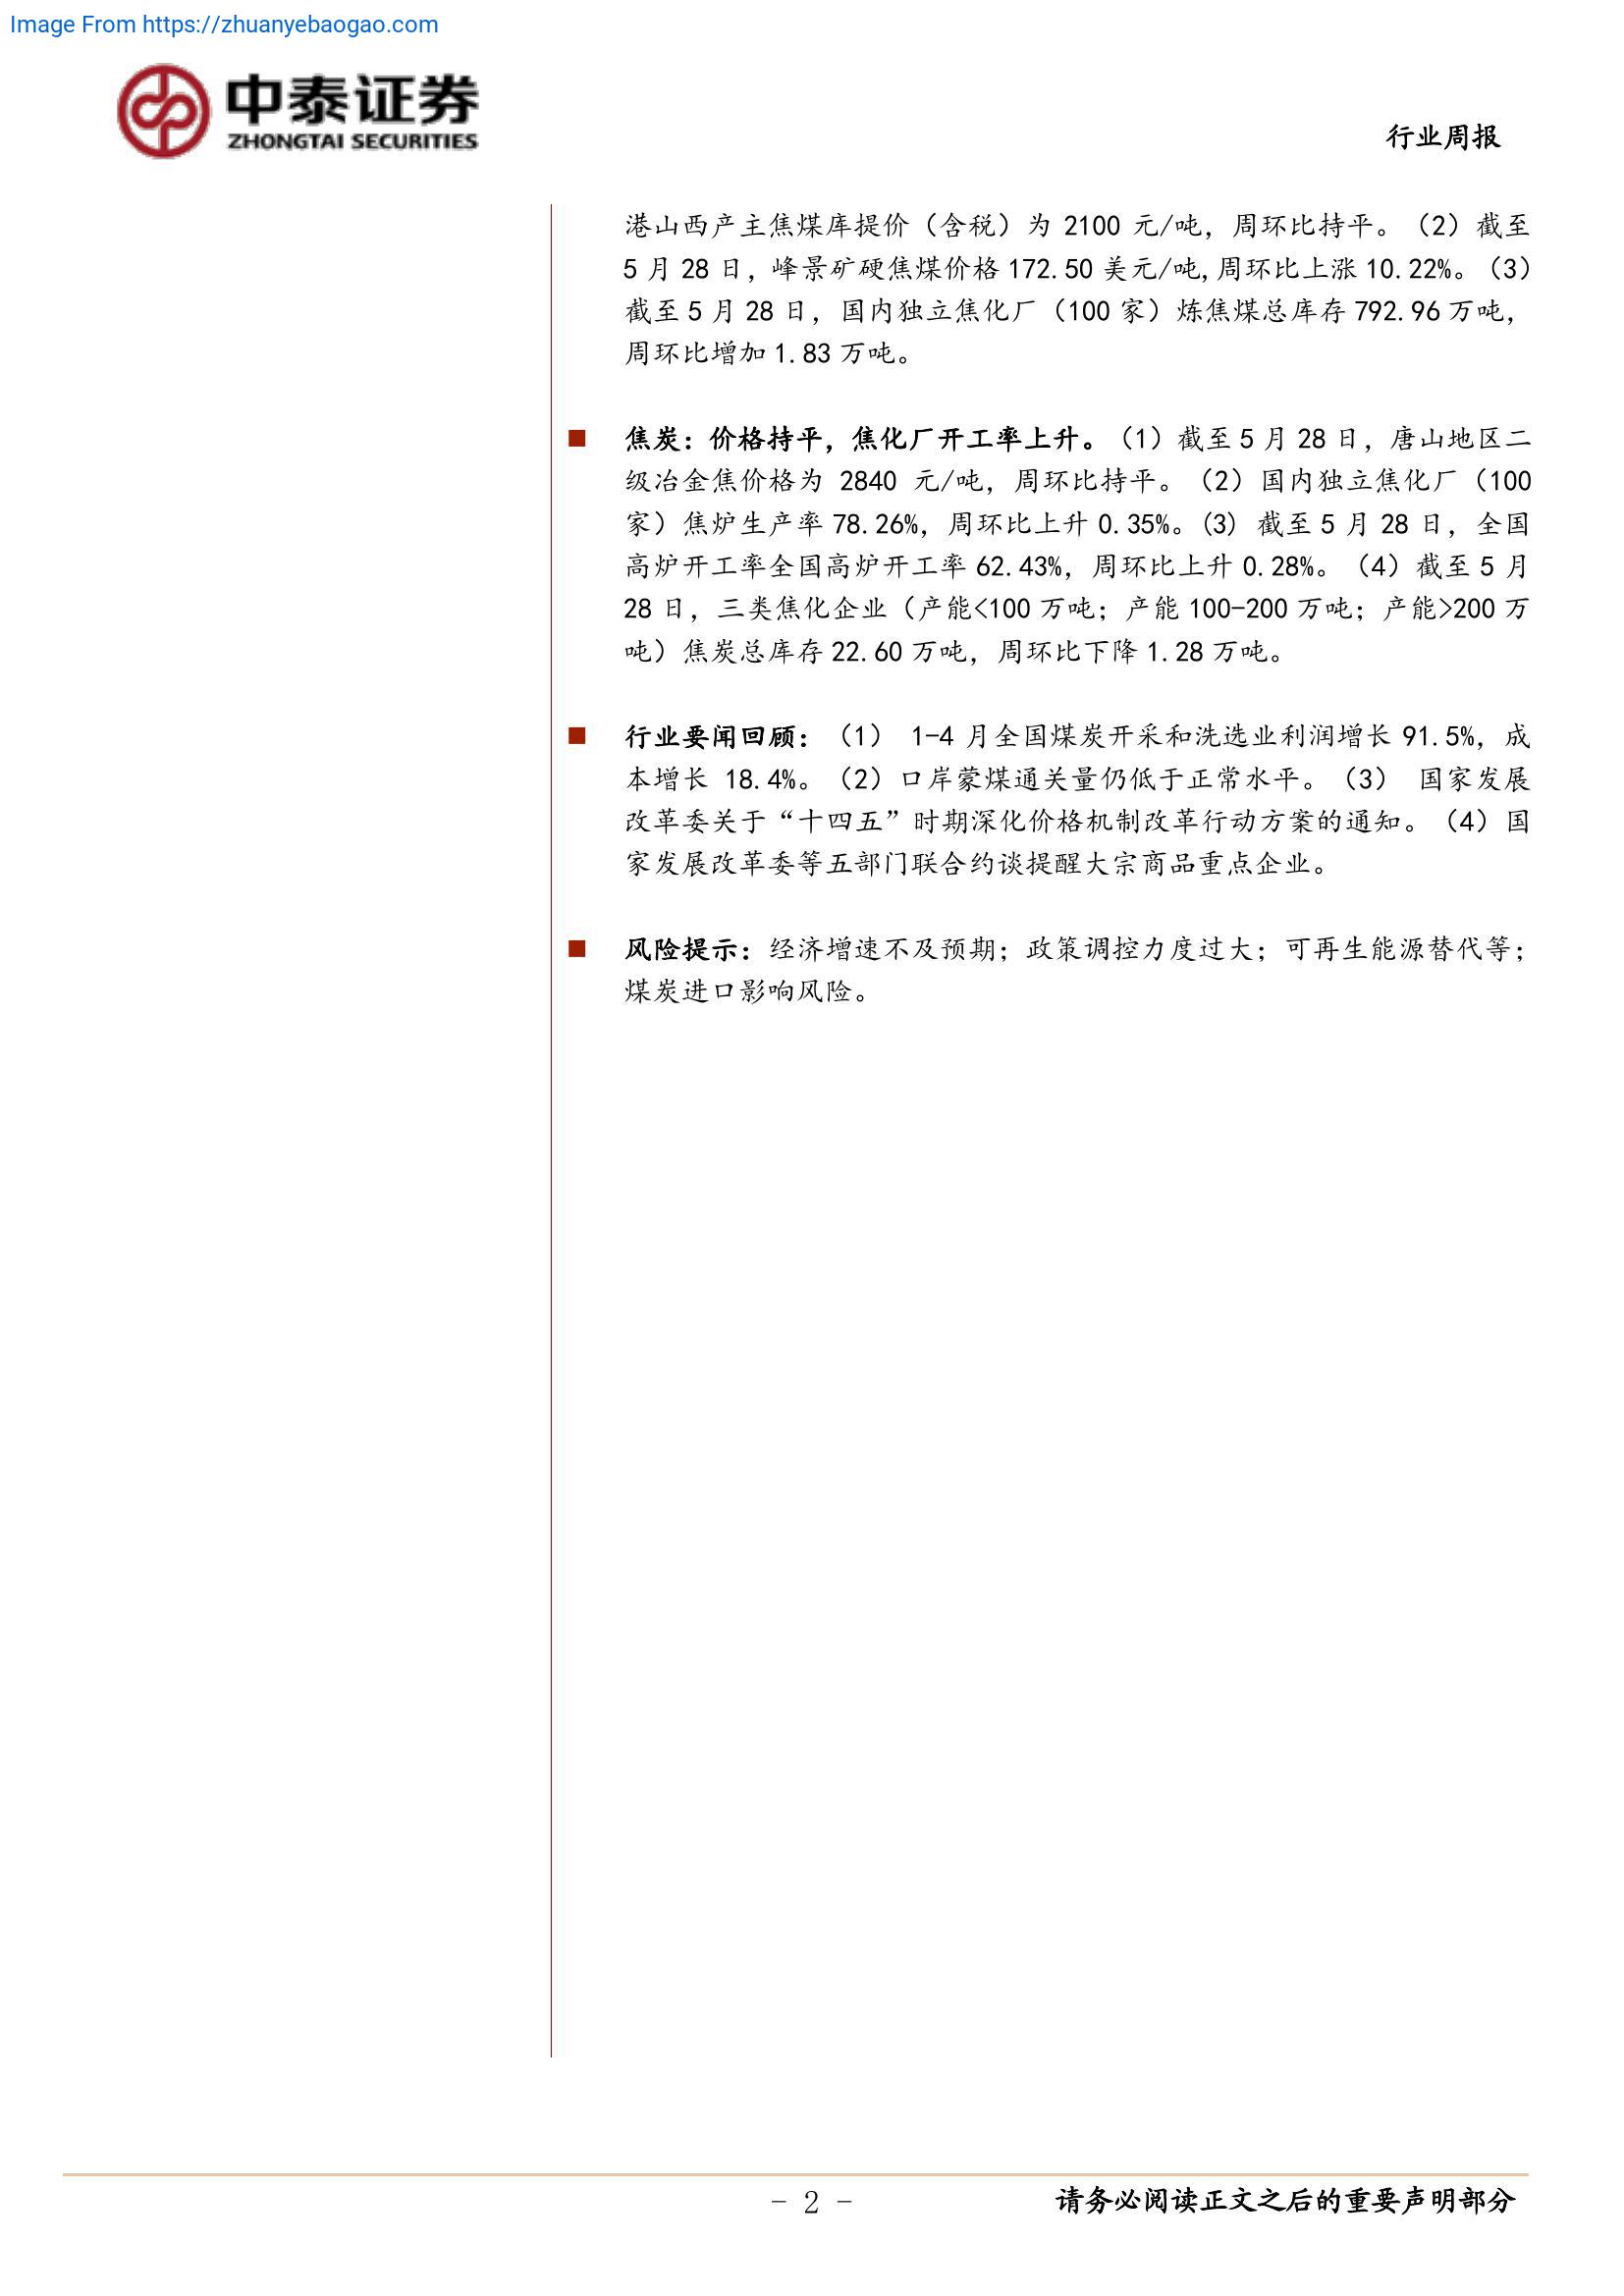 Image From https://zhuanyebaogao.com
中泰证券
ZHONGTAI SECURITIES
行业周报
港山西产主焦煤库提价（含税）为 2100 元/吨，周环比持平。（2）截至
5 月 28 日，峰景矿硬焦煤价格 172.50 美元/吨,周环比上涨 10.22%。（3）
截至 5 月 28 日，国内独立焦化厂（100 家）炼焦煤总库存 792.96 万吨，
周环比增加 1.83 万吨。
■ 焦炭：价格持平，焦化厂开工率上升。（1）截至 5 月 28 日，唐山地区二
级冶金焦价格为 2840 元/吨，周环比持平。（2）国内独立焦化厂（100
家）焦炉生产率 78.26%，周环比上升 0.35%。(3) 截至 5 月 28 日，全国
高炉开工率全国高炉开工率 62.43%，周环比上升 0.28%。（4）截至 5 月
28 日，三类焦化企业（产能<100 万吨；产能 100-200 万吨；产能>200 万
吨）焦炭总库存 22.60 万吨，周环比下降 1.28 万吨。
■ 行业要闻回顾：（1） 1-4 月全国煤炭开采和洗选业利润增长 91.5%，成
本增长 18.4%。（2）口岸蒙煤通关量仍低于正常水平。（3） 国家发展
改革委关于“十四五”时期深化价格机制改革行动方案的通知。（4）国
家发展改革委等五部门联合约谈提醒大宗商品重点企业。
■ 风险提示：经济增速不及预期；政策调控力度过大；可再生能源替代等；
煤炭进口影响风险。
- 2 -
请务必阅读正文之后的重要声明部分